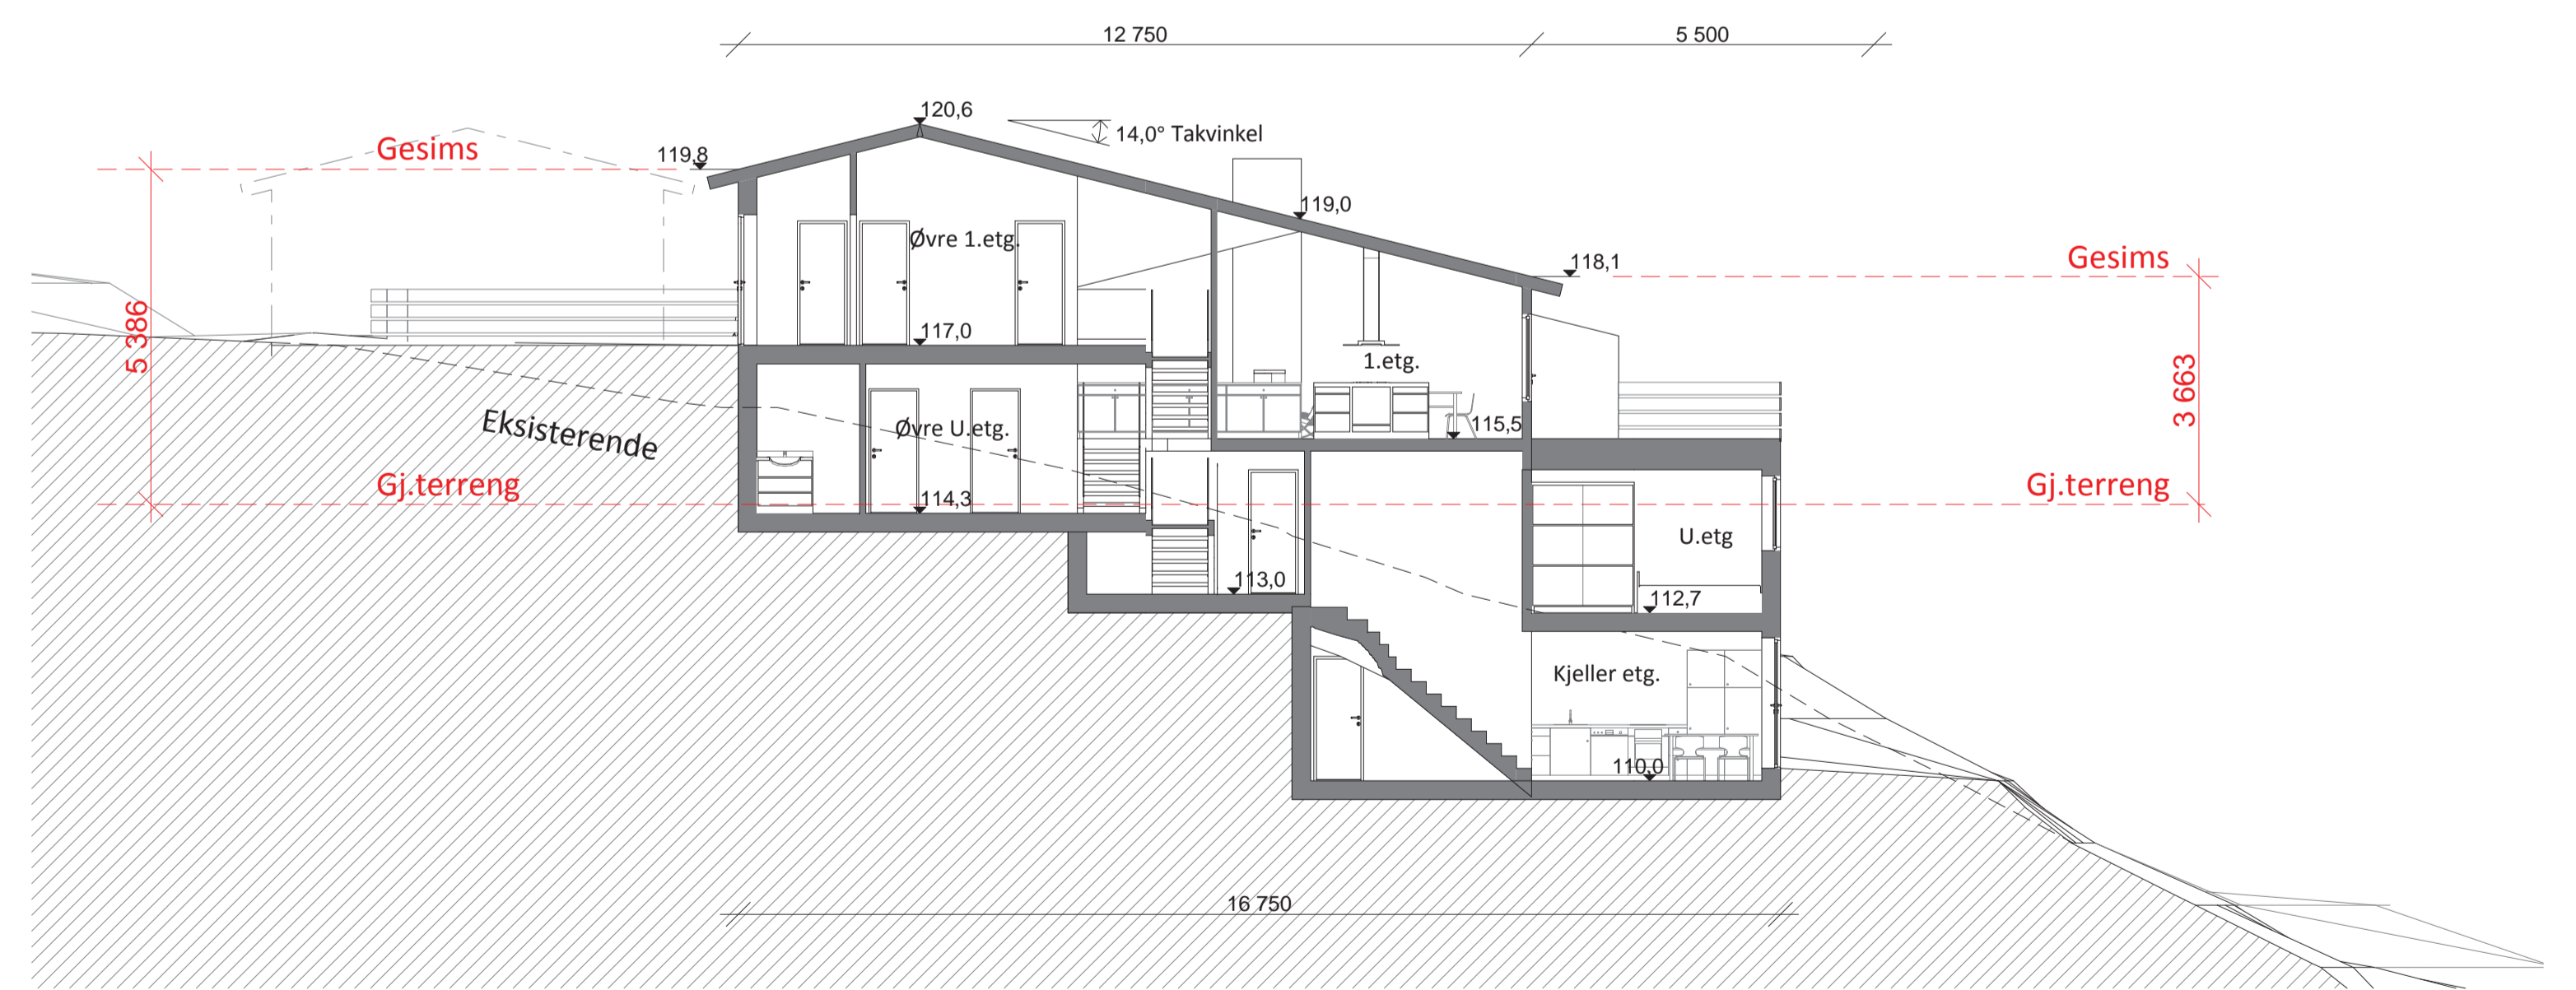 12 750
5 500
120,6
14,0° Takvinkel
Gesims
119,8
119,0
Øvre 1.etg.
118,1
Gesims
5 386
117,0
1.etg.
3 663
Eksisterende
Øvre U.etg.
115,5
Gj.terreng
114,3
Gj.terreng
U.etg
113,0
112,7
Kjeller etg.
110,0
16 750